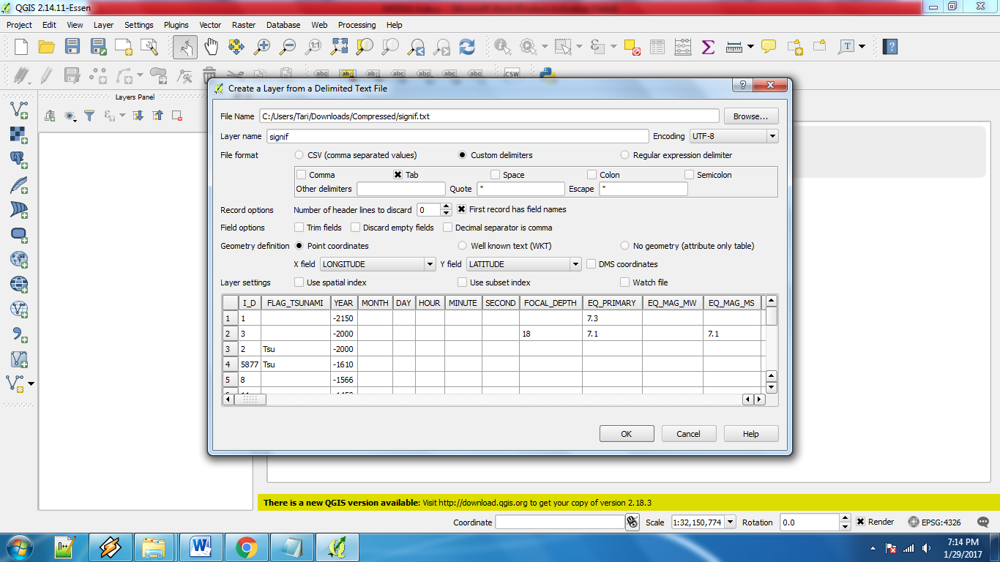 QGIS 2.14.11-Essen
Project Edit View Layer Settings Plugins Vector Raster Database Web Processing Help
Layers Panel
Create a Layer from a Delimited Text File
File Name C:/Users/Tari/Downloads/Compressed/signif.txt Browse...
Layer name signif Encoding UTF-8
File format CSV (comma separated values) Custom delimiters Regular expression delimiter
Comma Tab Space Colon Semicolon
Other delimiters Quote " Escape "
Record options Number of header lines to discard 0 First record has field names
Field options Trim fields Discard empty fields Decimal separator is comma
Geometry definition Point coordinates Well known text (WKT) No geometry (attribute only table)
X field LONGITUDE Y field LATITUDE DMS coordinates
Layer settings Use spatial index Use subset index Watch file
I_D FLAG_TSUNAMI YEAR MONTH DAY HOUR MINUTE SECOND FOCAL_DEPTH EQ_PRIMARY EQ_MAG_MW EQ_MAG_MS
1 1 -2150 7.3
2 3 -2000 18 7.1 7.1
3 2 Tsu -2000
4 5877 Tsu -1610
5 8 -1566
OK Cancel Help
There is a new QGIS version available: Visit http://download.qgis.org to get your copy of version 2.18.3
Coordinate Scale 1:32,150,774 Rotation 0.0 Render EPSG:4326
7:14 PM
1/29/2017